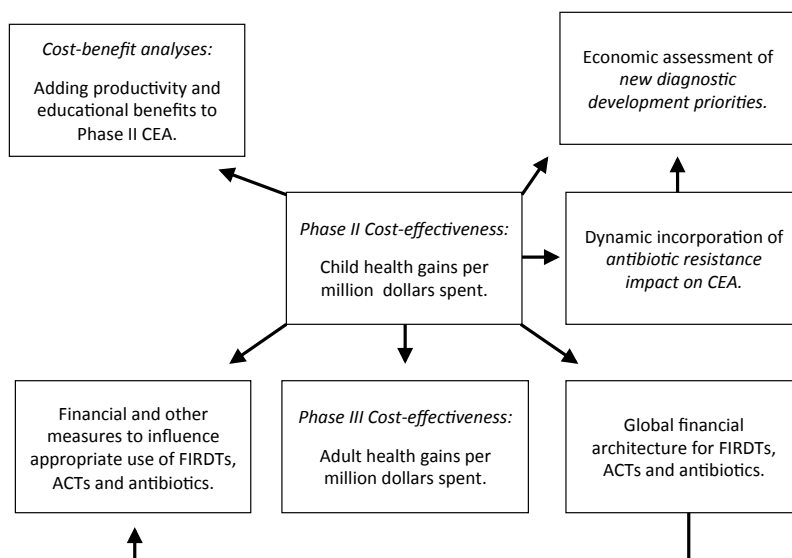 Cost-benefit analyses:
Adding productivity and
educational benefits to
Phase II CEA.
Economic assessment of
new diagnostic
development priorities.
Phase II Cost-effectiveness:
Child health gains per
million dollars spent.
Dynamic incorporation of
antibiotic resistance
impact on CEA.
Financial and other
measures to influence
appropriate use of FIRDTs,
ACTs and antibiotics.
Phase III Cost-effectiveness:
Adult health gains per
million dollars spent.
Global financial
architecture for FIRDTs,
ACTs and antibiotics.